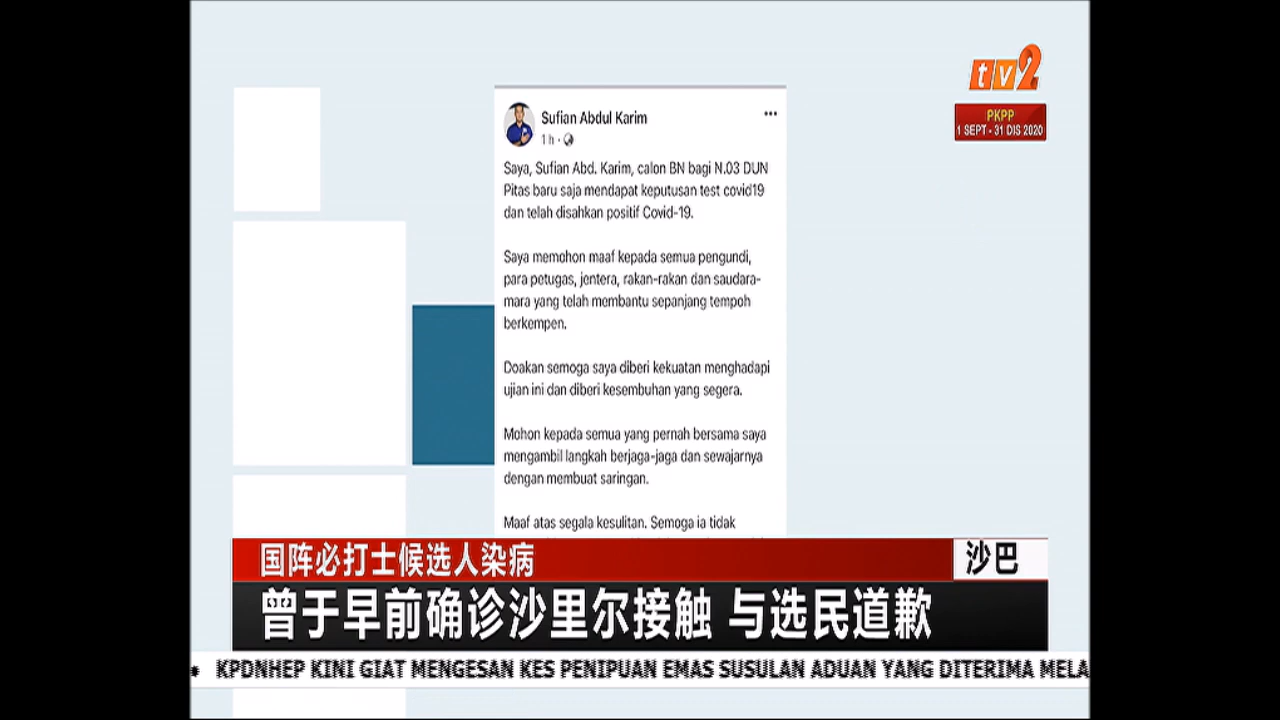 tv2
PKPP
1 SEPT - 31 DIS 2020
Sufian Abdul Karim
1 h ·
Saya, Sufian Abd. Karim, calon BN bagi N.03 DUN
Pitas baru saja mendapat keputusan test covid19
dan telah disahkan positif Covid-19.
Saya memohon maaf kepada semua pengundi,
para petugas, jentera, rakan-rakan dan saudara-
mara yang telah membantu sepanjang tempoh
berkempen.
Doakan semoga saya diberi kekuatan menghadapi
ujian ini dan diberi kesembuhan yang segera.
Mohon kepada semua yang pernah bersama saya
mengambil langkah berjaga-jaga dan sewajarnya
dengan membuat saringan.
Maaf atas segala kesulitan. Semoga ia tidak
国阵必打士候选人染病
沙巴
曾于早前确诊沙里尔接触 与选民道歉
• KPDNHEP KINI GIAT MENGESAN KES PENIPUAN EMAS SUSULAN ADUAN YANG DITERIMA MELA